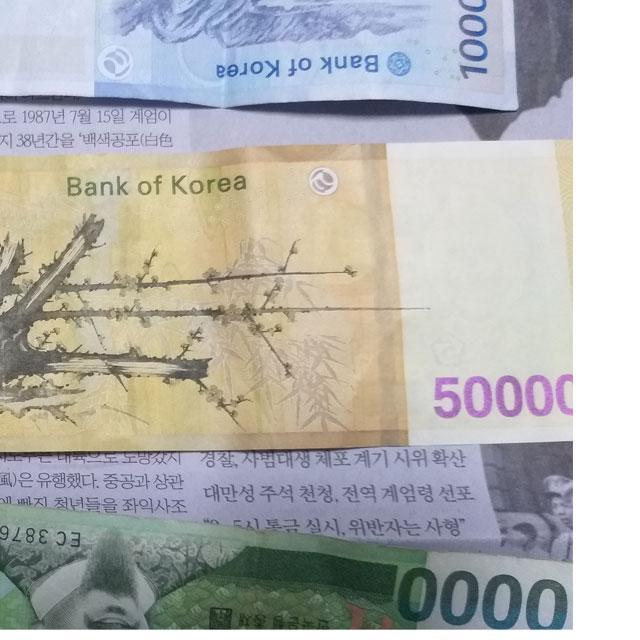 1000
Bank of Korea
로 1987년 7월 15일 계엄이
지 38년간을 '백색공포(白色
Bank of Korea
50000
경찰, 사범대생 체포 계기 시위 확산
대만성 주석 천청, 전역 계엄령 선포
시 통금 실시, 위반자는 사형"
風)은 유행했다. 중공과 상관
빠진 청년들을 좌익사조
EC 3876
0000